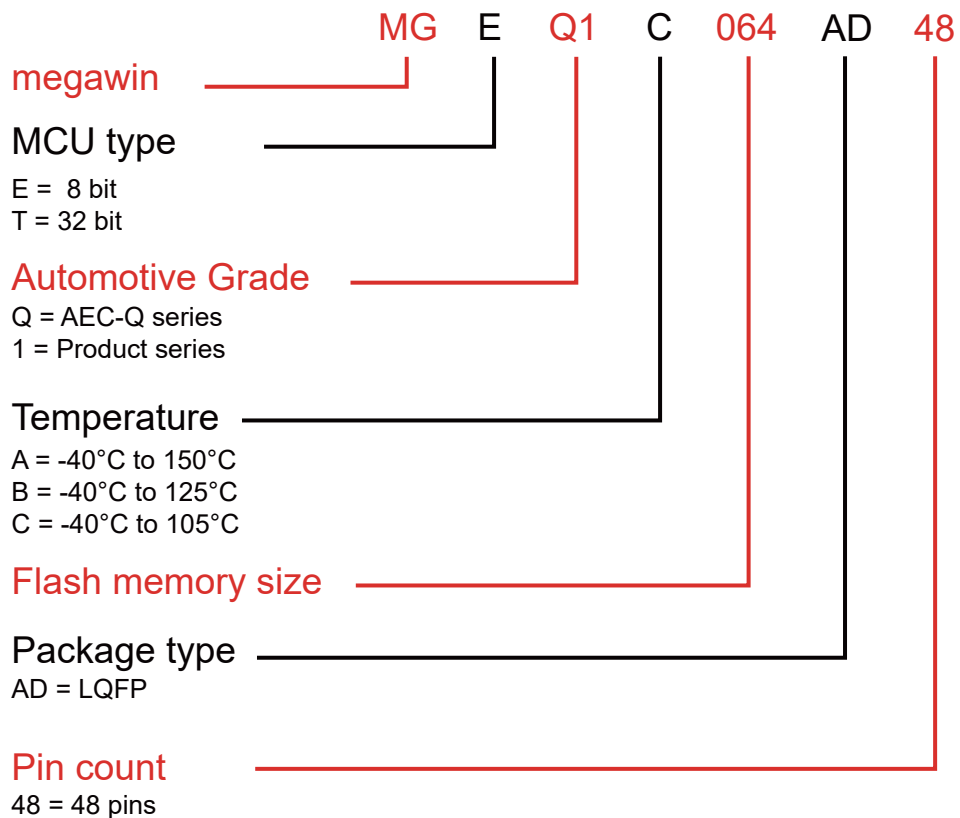 MG E Q1 C 064 AD 48
megawin
MCU type
E = 8 bit
T = 32 bit
Automotive Grade
Q = AEC-Q series
1 = Product series
Temperature
A = -40°C to 150°C
B = -40°C to 125°C
C = -40°C to 105°C
Flash memory size
Package type
AD = LQFP
Pin count
48 = 48 pins